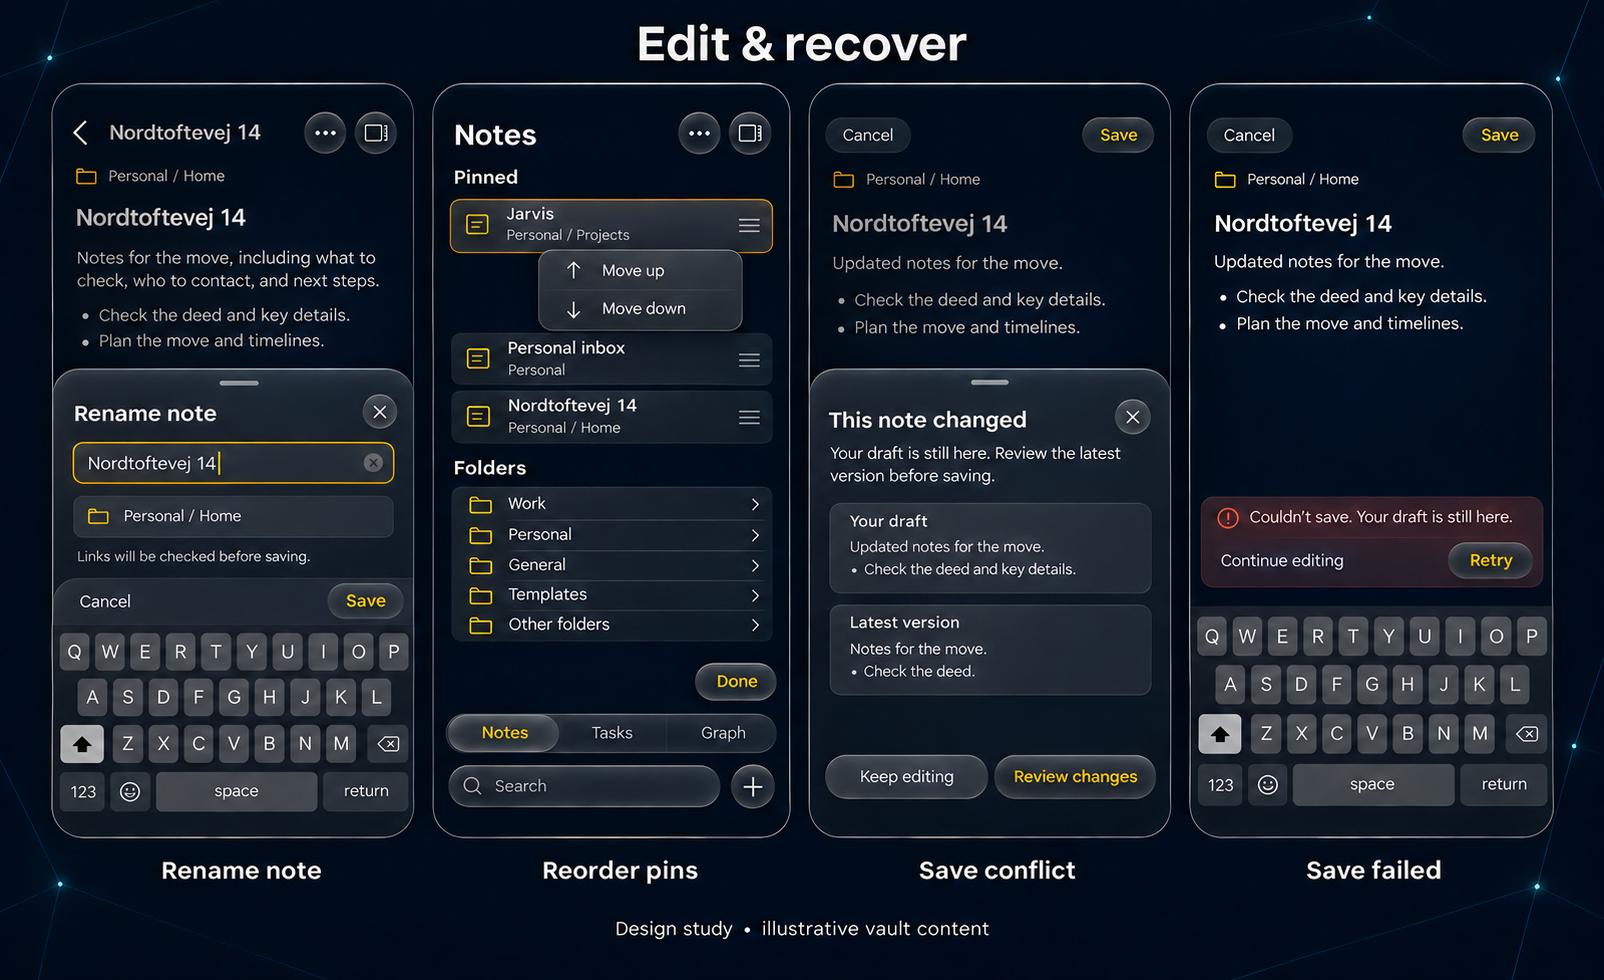 Edit & recover
Nordtoftevej 14
Personal / Home
Nordtoftevej 14
Notes for the move, including what to
check, who to contact, and next steps.
• Check the deed and key details.
• Plan the move and timelines.
Rename note
Nordtoftevej 14
Personal / Home
Links will be checked before saving.
Cancel
Save
Q W E R T Y U I O P
A S D F G H J K L
Z X C V B N M
123 space return
Rename note
Notes
Pinned
Jarvis
Personal / Projects
Move up
Move down
Personal inbox
Personal
Nordtoftevej 14
Personal / Home
Folders
Work
Personal
General
Templates
Other folders
Done
Notes Tasks Graph
Search
Reorder pins
Cancel
Save
Personal / Home
Nordtoftevej 14
Updated notes for the move.
• Check the deed and key details.
• Plan the move and timelines.
This note changed
Your draft is still here. Review the latest
version before saving.
Your draft
Updated notes for the move.
• Check the deed and key details.
Latest version
Notes for the move.
• Check the deed.
Keep editing
Review changes
Save conflict
Cancel
Save
Personal / Home
Nordtoftevej 14
Updated notes for the move.
• Check the deed and key details.
• Plan the move and timelines.
Couldn't save. Your draft is still here.
Continue editing
Retry
Q W E R T Y U I O P
A S D F G H J K L
Z X C V B N M
123 space return
Save failed
Design study • illustrative vault content